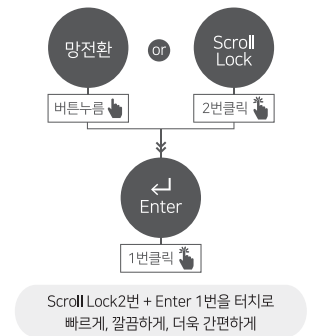 망전환
or
Scroll
Lock
버튼누름
2번클릭
Enter
1번클릭
Scroll Lock2번 + Enter 1번을 터치로
빠르게, 깔끔하게, 더욱 간편하게